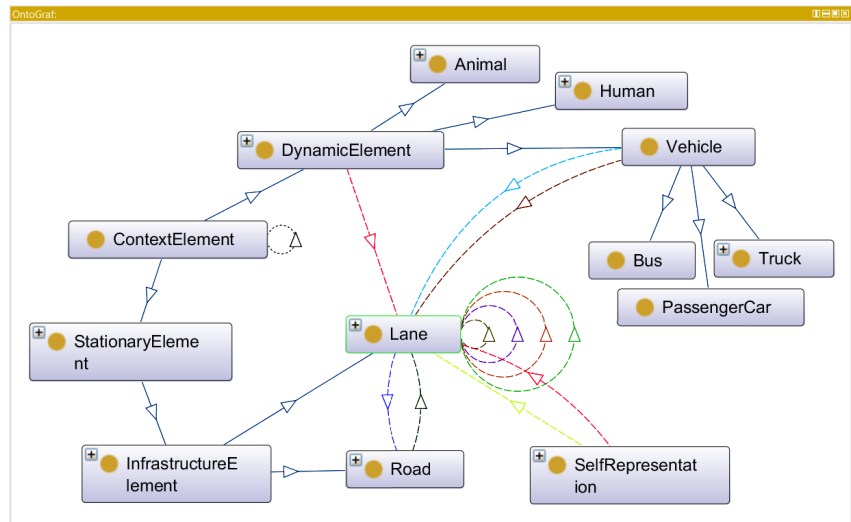 OntoGraf:
Animal
Human
DynamicElement
Vehicle
ContextElement
Bus
Truck
PassengerCar
StationaryEleme
nt
Lane
InfrastructureE
lement
Road
SelfRepresentat
ion